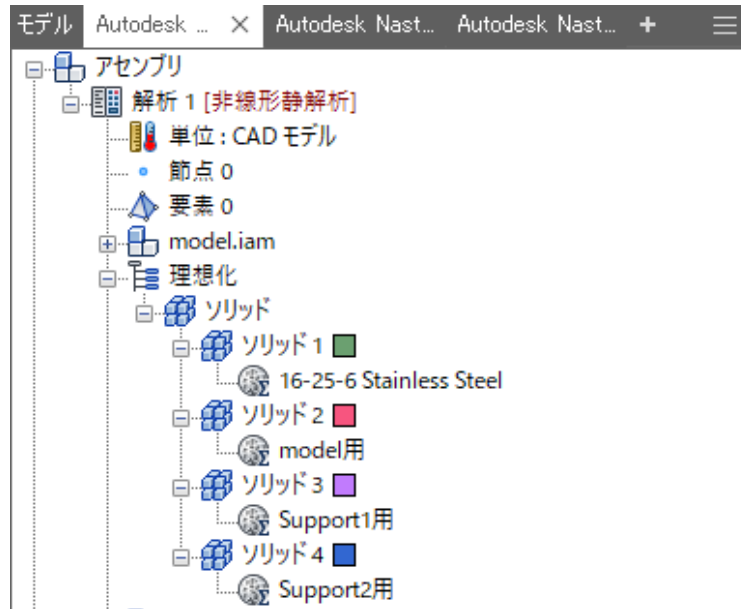 モデル Autodesk ... × Autodesk Nast... Autodesk Nast... +
アセンブリ
解析 1 [非線形静解析]
単位 : CAD モデル
節点 0
要素 0
model.iam
理想化
ソリッド
ソリッド 1
16-25-6 Stainless Steel
ソリッド 2
model用
ソリッド 3
Support1用
ソリッド 4
Support2用